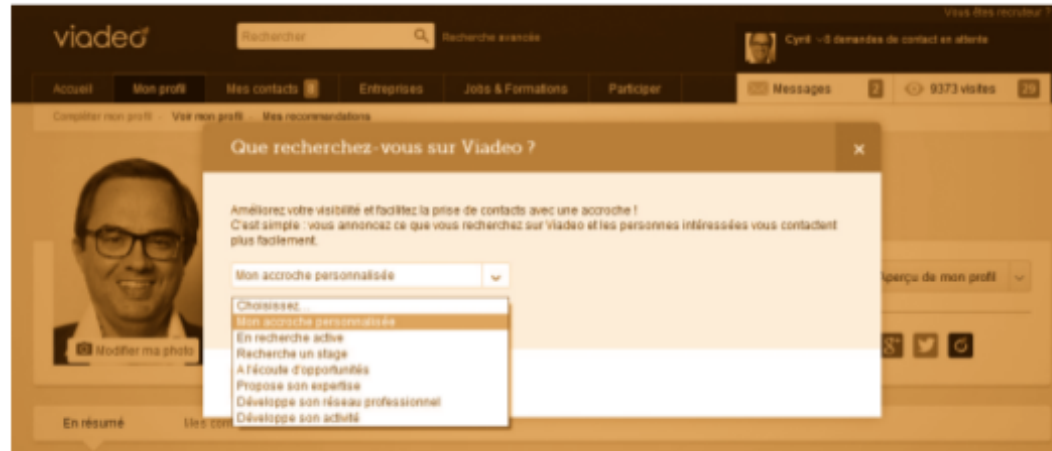 Vous êtes recruteur ?
viadeo
Rechercher
Recherche avancée
Cyril
8 demandes de contact en attente
Accueil
Mon profil
Mes contacts 8
Entreprises
Jobs & Formations
Participer
Messages 2
9373 visites 29
Compléter mon profil
Voir mon profil
Mes recommandations
Que recherchez-vous sur Viadeo ?
Améliorez votre visibilité et facilitez la prise de contacts avec une accroche !
C'est simple : vous annoncez ce que vous recherchez sur Viadeo et les personnes intéressées vous contactent
plus facilement.
Mon accroche personnalisée
Choisissez...
Mon accroche personnalisée
En recherche active
Recherche un stage
A l'écoute d'opportunités
Propose son expertise
Développe son réseau professionnel
Développe son activité
Aperçu de mon profil
Modifier ma photo
En résumé
Mes